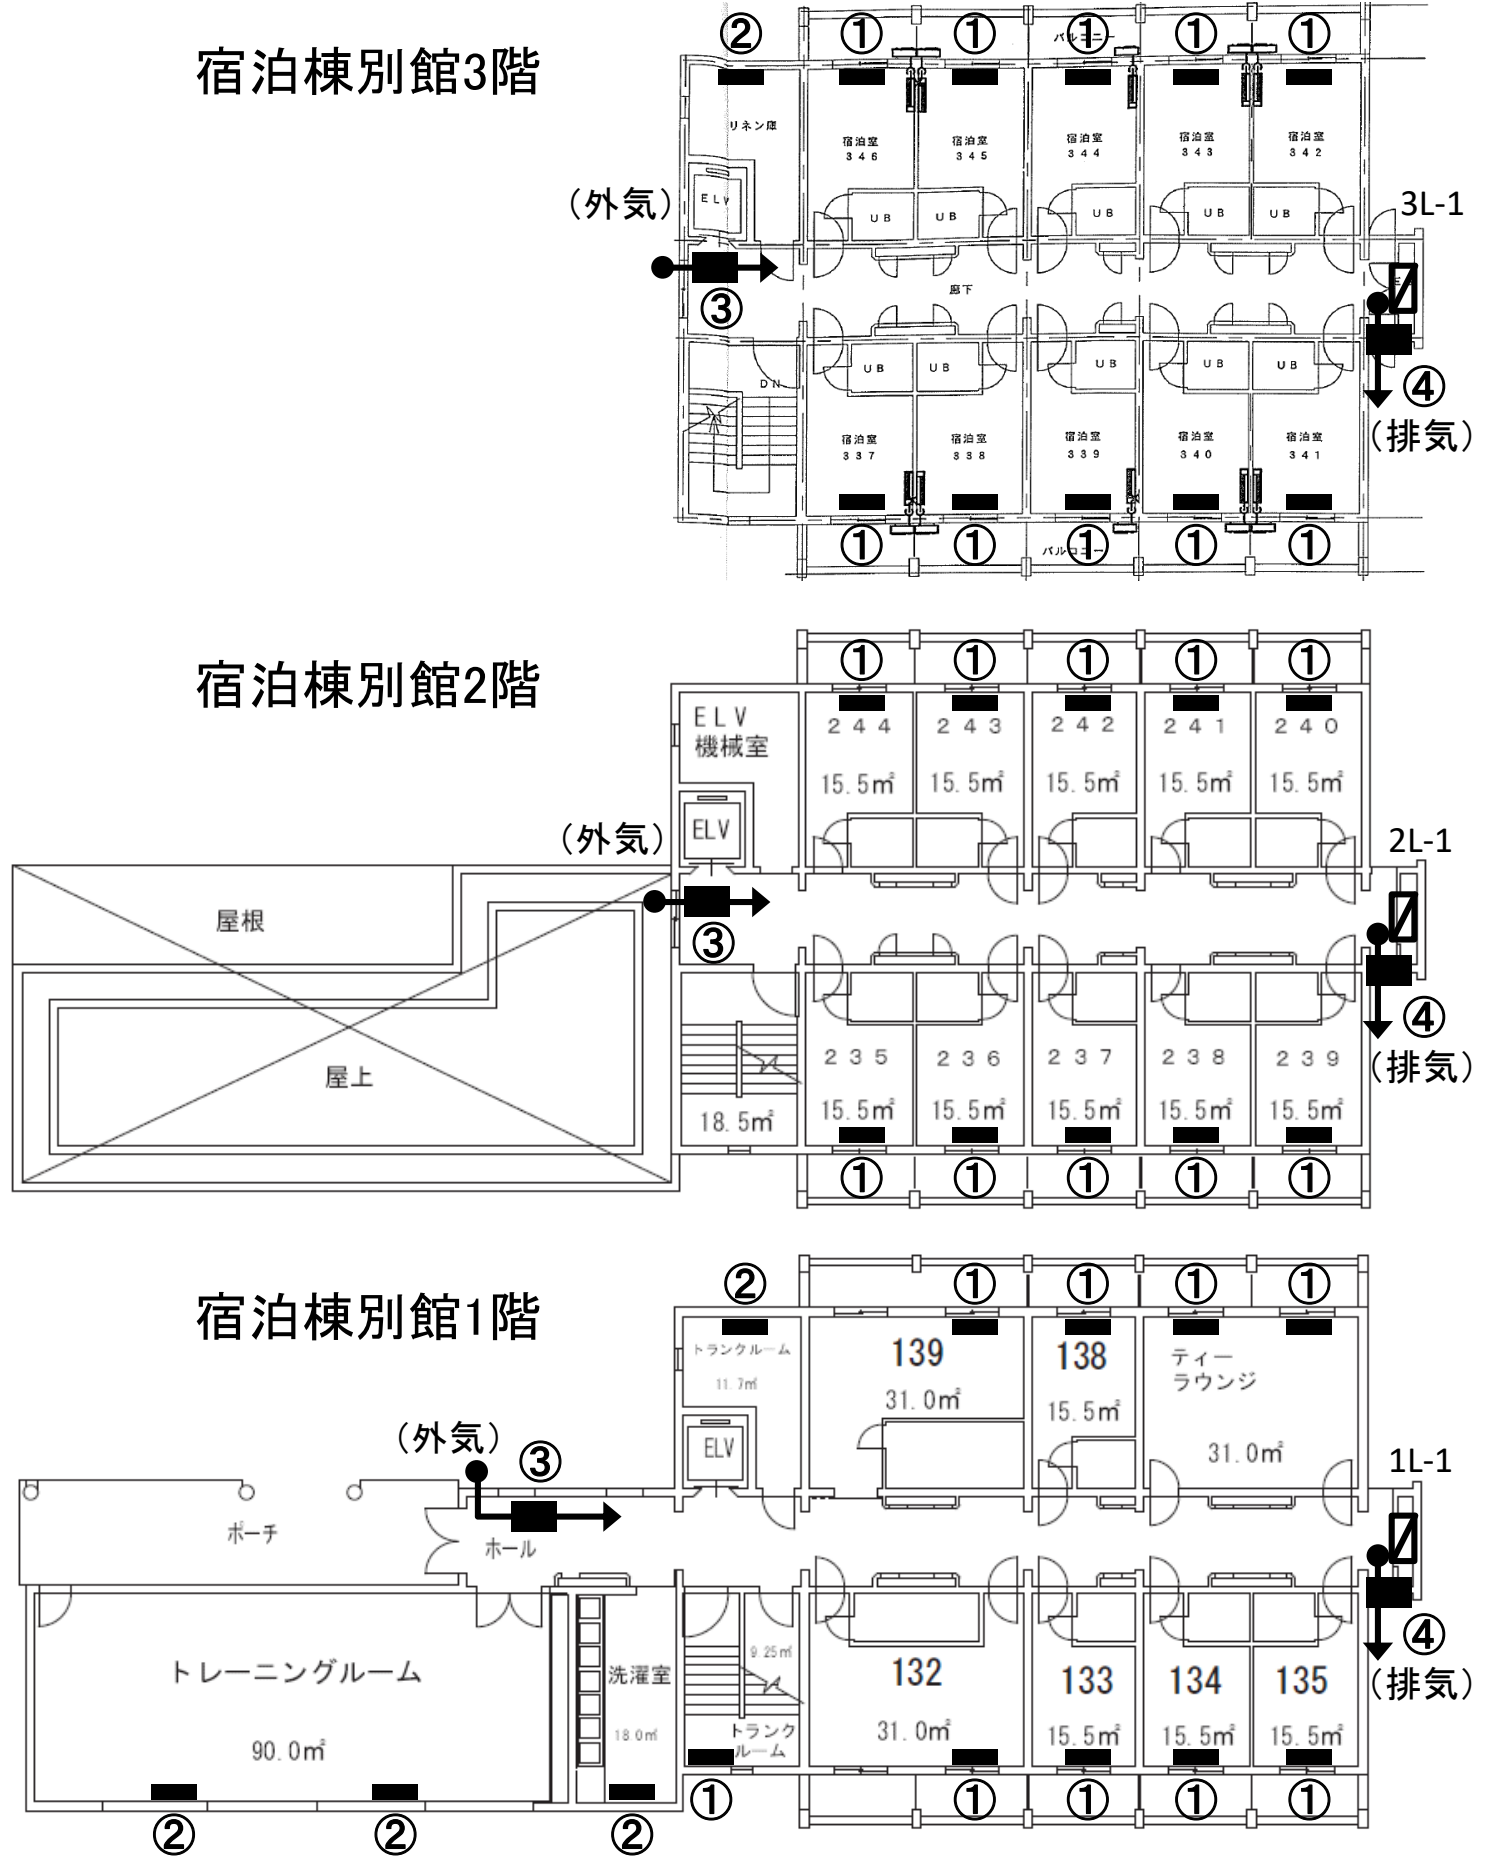 宿泊棟別館3階
② ① ① ① ① ①
バルコニー
リネン庫
宿泊室 宿泊室 宿泊室 宿泊室 宿泊室
346 345 344 343 342
(外気)
ELV
UB UB UB UB UB
3L-1
③
廊下
UB UB UB UB UB
DN
④
(排気)
宿泊室 宿泊室 宿泊室 宿泊室 宿泊室
337 338 339 340 341
① ① ① ① ①
バルコニー
宿泊棟別館2階
① ① ① ① ①
ELV
機械室
244 243 242 241 240
15.5㎡ 15.5㎡ 15.5㎡ 15.5㎡ 15.5㎡
(外気)
ELV
2L-1
屋根
③
④
(排気)
屋上
235 236 237 238 239
18.5㎡
15.5㎡ 15.5㎡ 15.5㎡ 15.5㎡ 15.5㎡
① ① ① ① ①
宿泊棟別館1階
② ① ① ① ①
トランクルーム
11.7㎡
139
31.0㎡
138
15.5㎡
ティー
ラウンジ
31.0㎡
(外気)
③
ELV
1L-1
ポーチ
ホール
④
(排気)
トレーニングルーム
90.0㎡
洗濯室
18.0㎡
9.25㎡
トランク
ルーム
132 133 134 135
31.0㎡ 15.5㎡ 15.5㎡ 15.5㎡
② ② ② ① ① ① ① ①